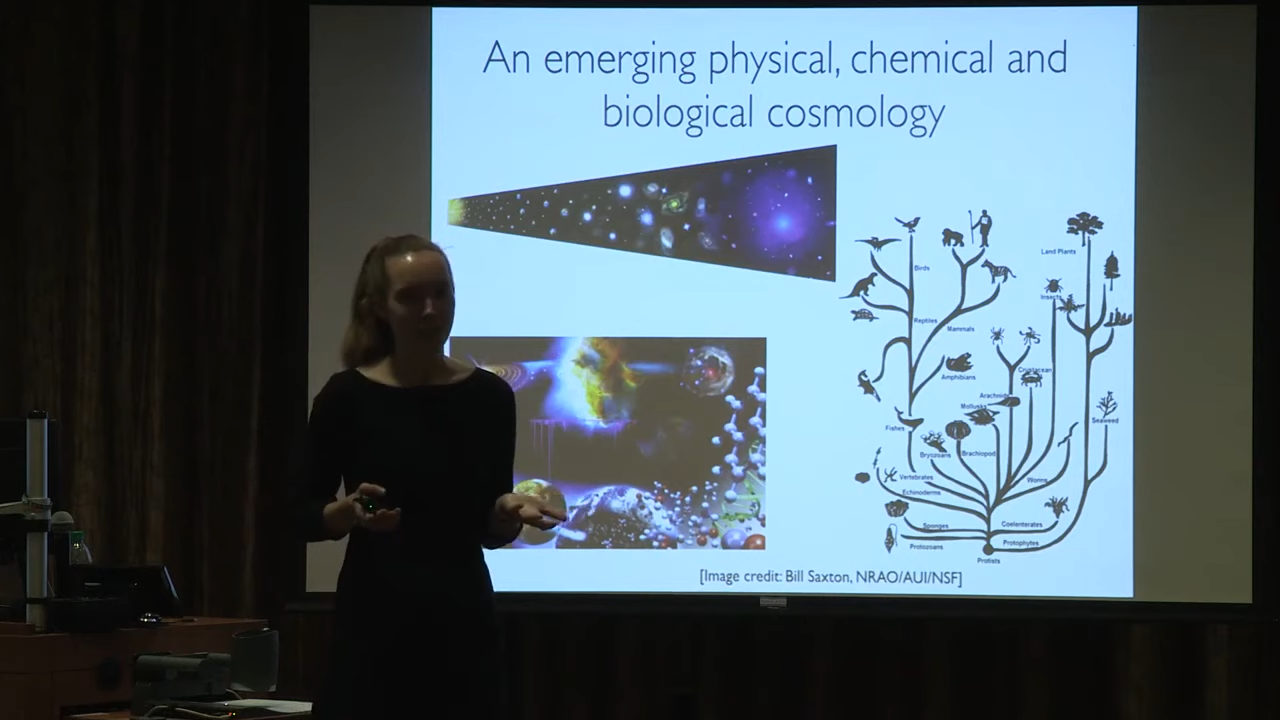 An emerging physical, chemical and
biological cosmology
Land Plants
Birds
Insects
Reptiles
Mammals
Amphibians
Crustacean
Arachnids
Mollusks
Seaweed
Fishes
Bryozoans
Brachiopod
Vertebrates
Worms
Echinoderms
Sponges
Coelenterates
Protozoans
Protophytes
Protists
[Image credit: Bill Saxton, NRAO/AUI/NSF]